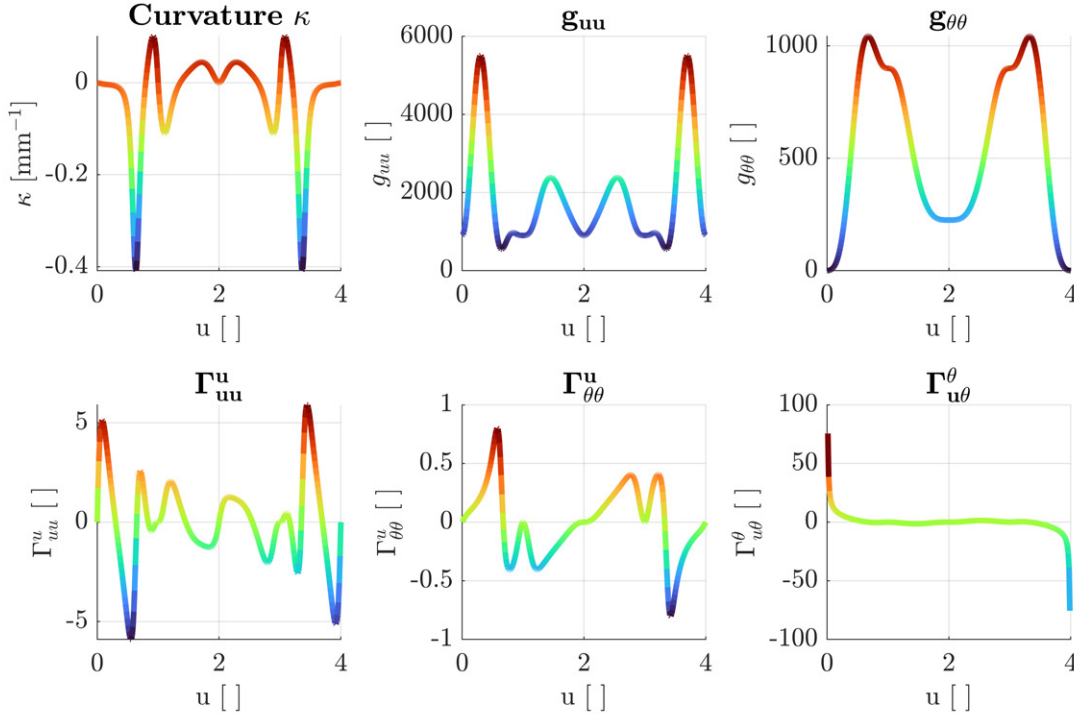 Curvature κ
0
-0.2
-0.4
κ [mm⁻¹]
0 2 4
u [ ]
g_uu
6000
4000
2000
0
g_uu [ ]
0 2 4
u [ ]
g_θθ
1000
500
0
g_θθ [ ]
0 2 4
u [ ]
Γ^u_uu
5
0
-5
Γ^u_uu [ ]
0 2 4
u [ ]
Γ^u_θθ
1
0.5
0
-0.5
-1
Γ^u_θθ [ ]
0 2 4
u [ ]
Γ^θ_uθ
100
50
0
-50
-100
Γ^θ_uθ [ ]
0 2 4
u [ ]